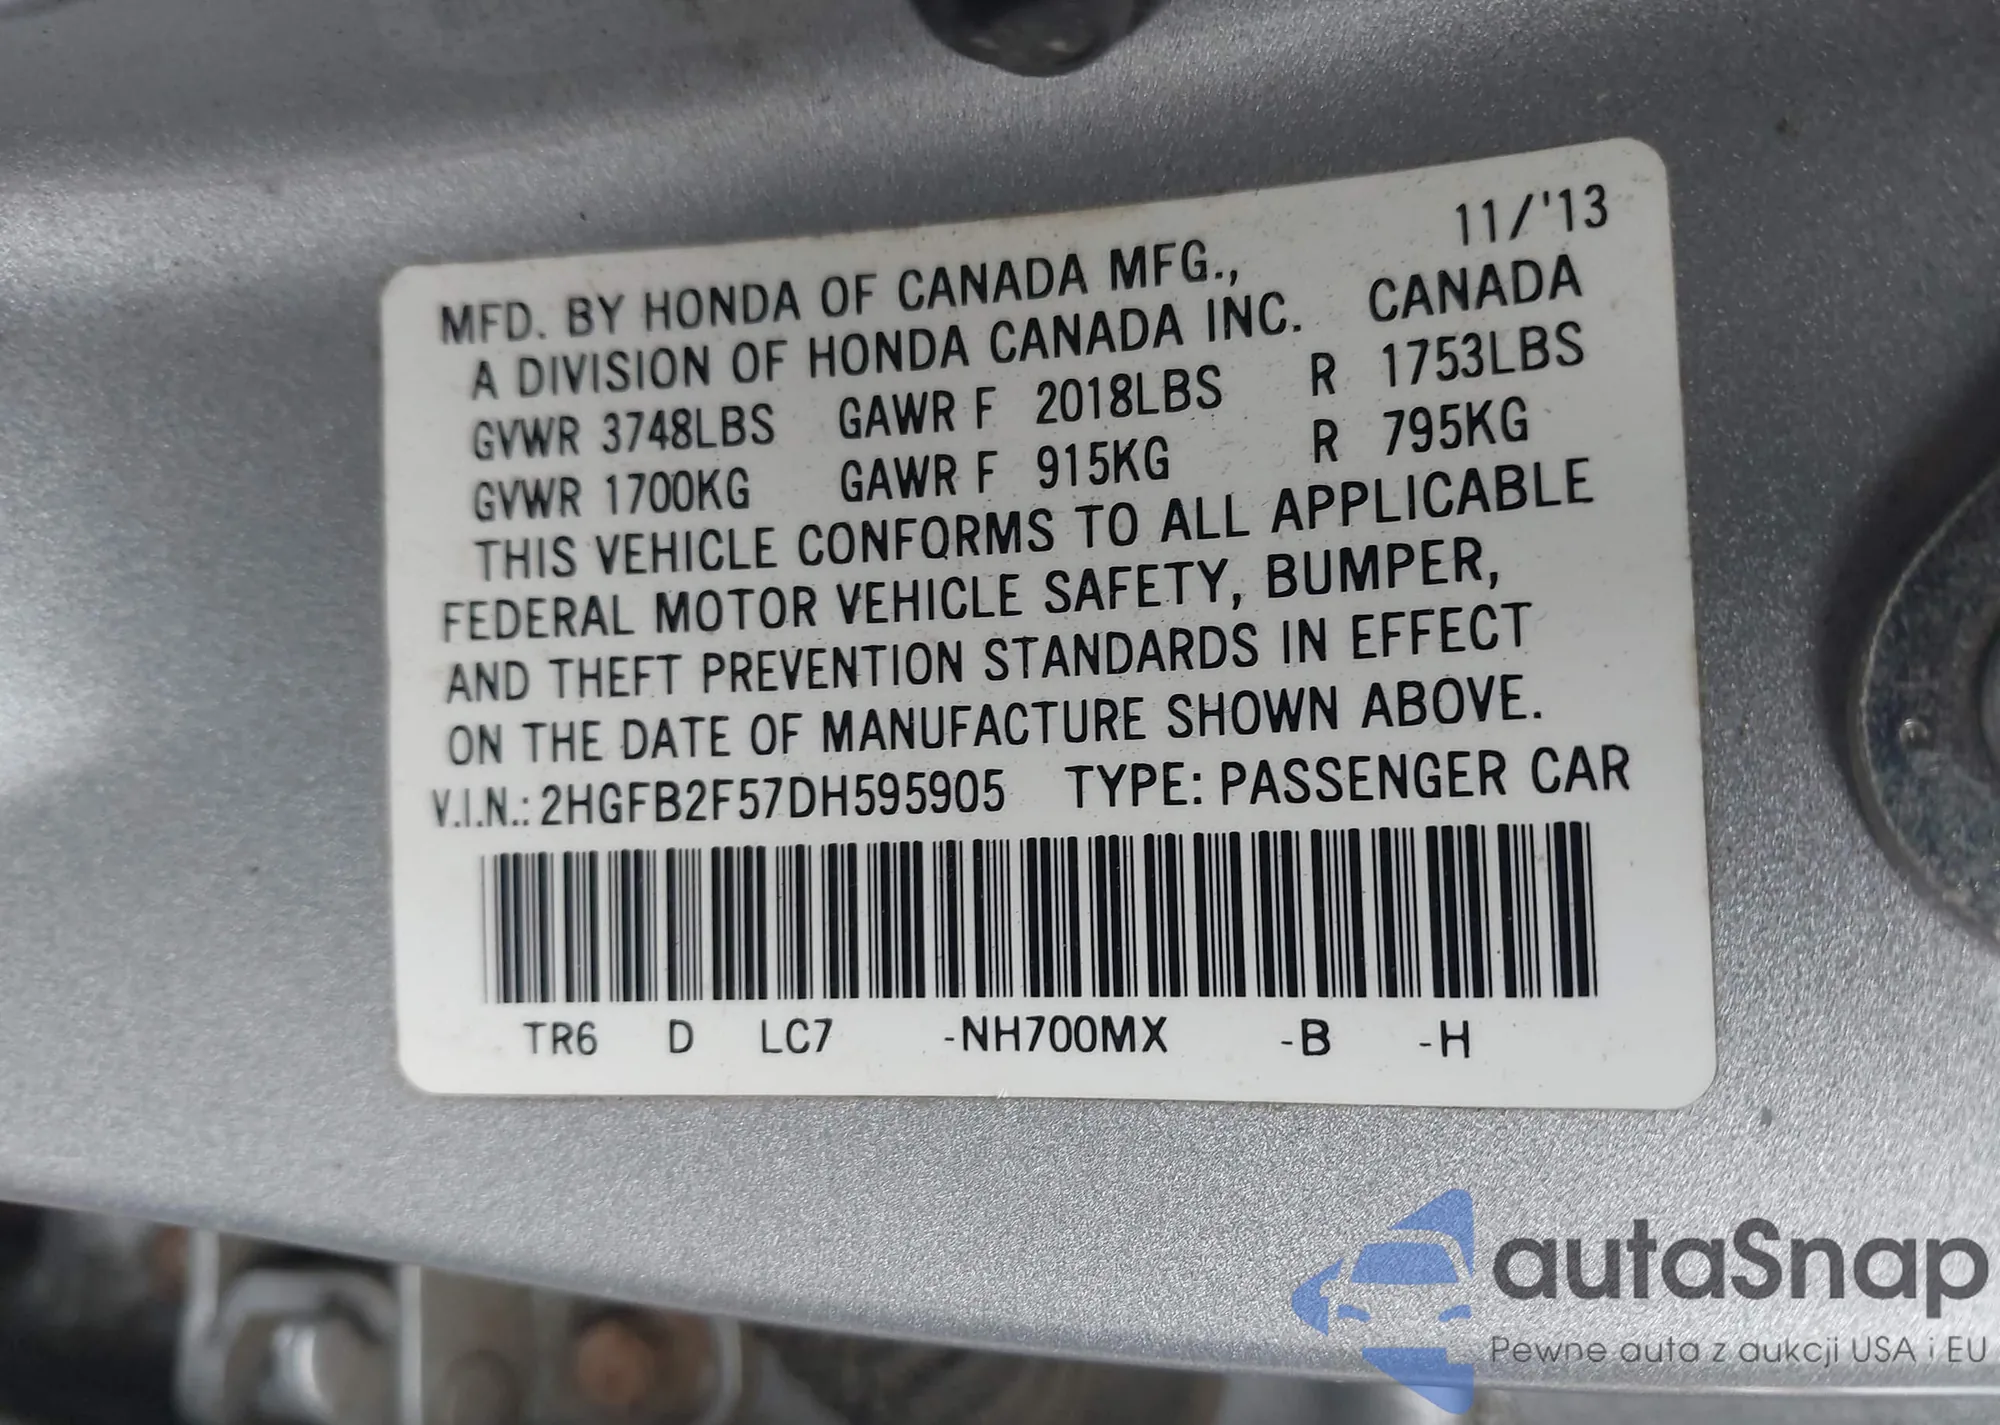 11/'13
MFD. BY HONDA OF CANADA MFG.,
A DIVISION OF HONDA CANADA INC. CANADA
GVWR 3748LBS GAWR F 2018LBS R 1753LBS
GVWR 1700KG GAWR F 915KG R 795KG
THIS VEHICLE CONFORMS TO ALL APPLICABLE
FEDERAL MOTOR VEHICLE SAFETY, BUMPER,
AND THEFT PREVENTION STANDARDS IN EFFECT
ON THE DATE OF MANUFACTURE SHOWN ABOVE.
V.I.N.: 2HGFB2F57DH595905 TYPE: PASSENGER CAR
TR6 D LC7 -NH700MX -B -H
autaSnap
Pewne auta z aukcji USA i EU